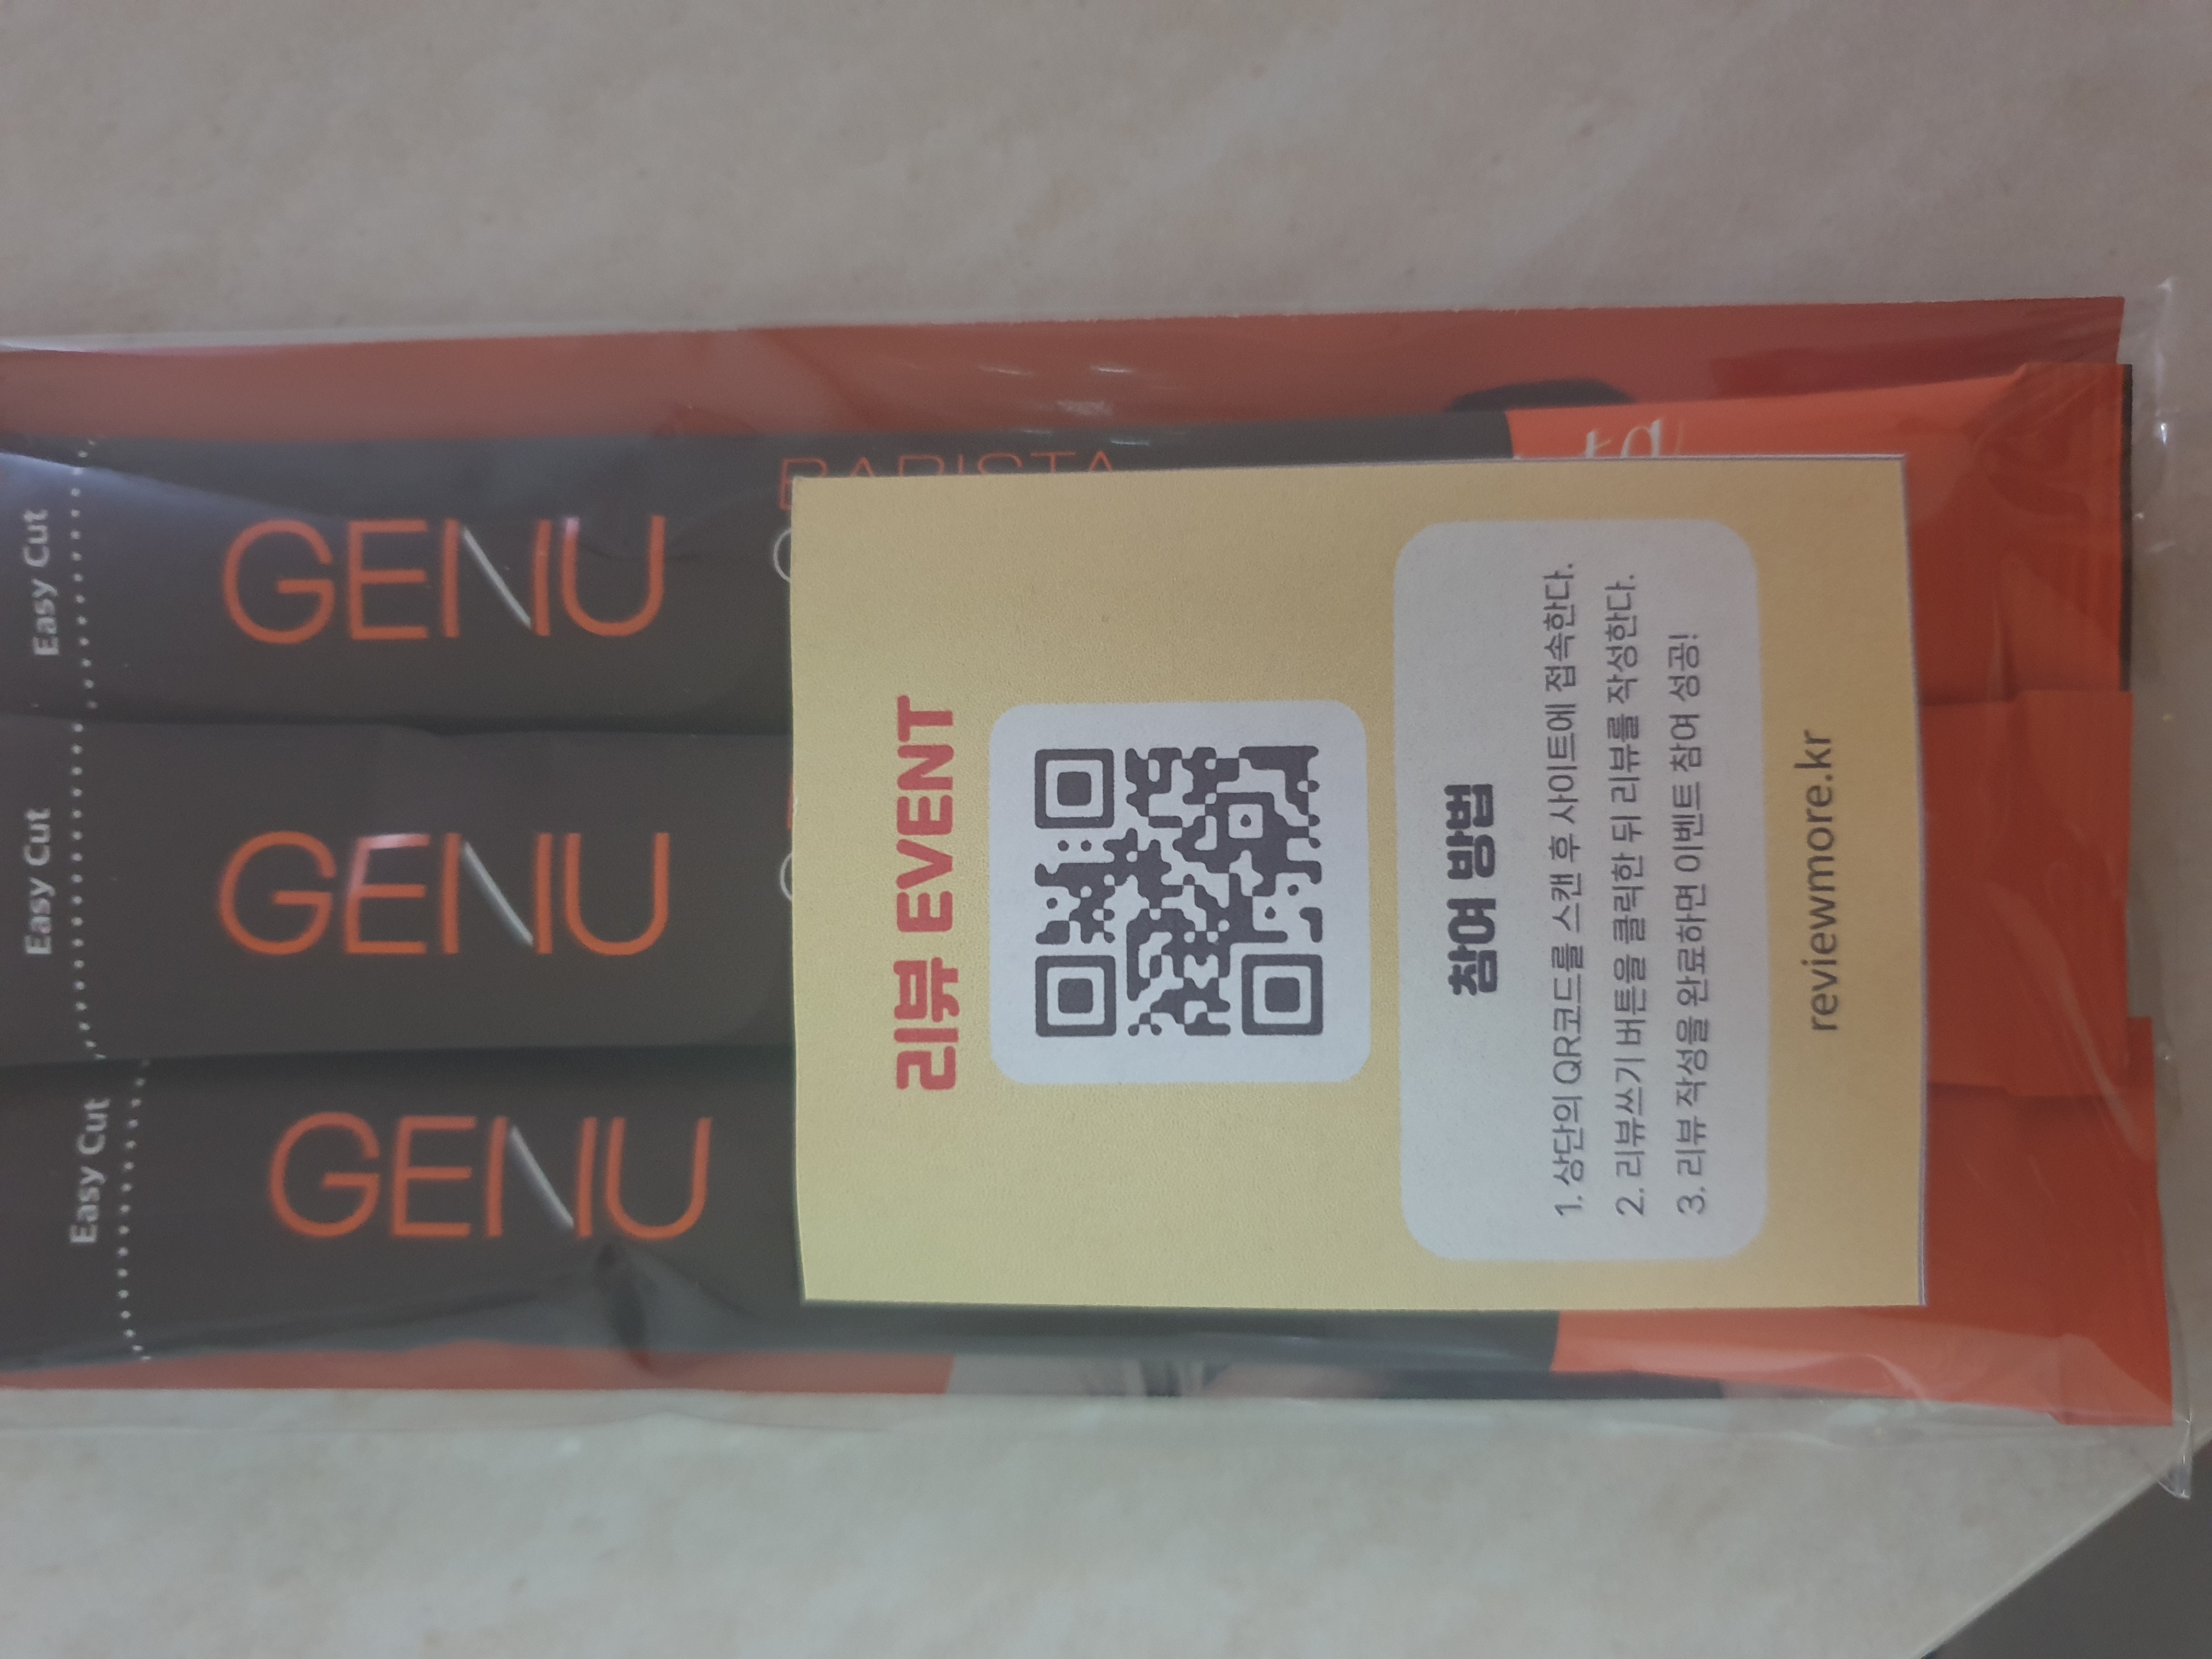 Easy Cut
GENU
BARISTA
Easy Cut
GENU
Easy Cut
GENU
ta
리뷰 EVENT
참여 방법
1. 상단의 QR코드를 스캔 후 사이트에 접속한다.
2. 리뷰쓰기 버튼을 클릭한 뒤 리뷰를 작성한다.
3. 리뷰 작성을 완료하면 이벤트 참여 성공!
reviewmore.kr